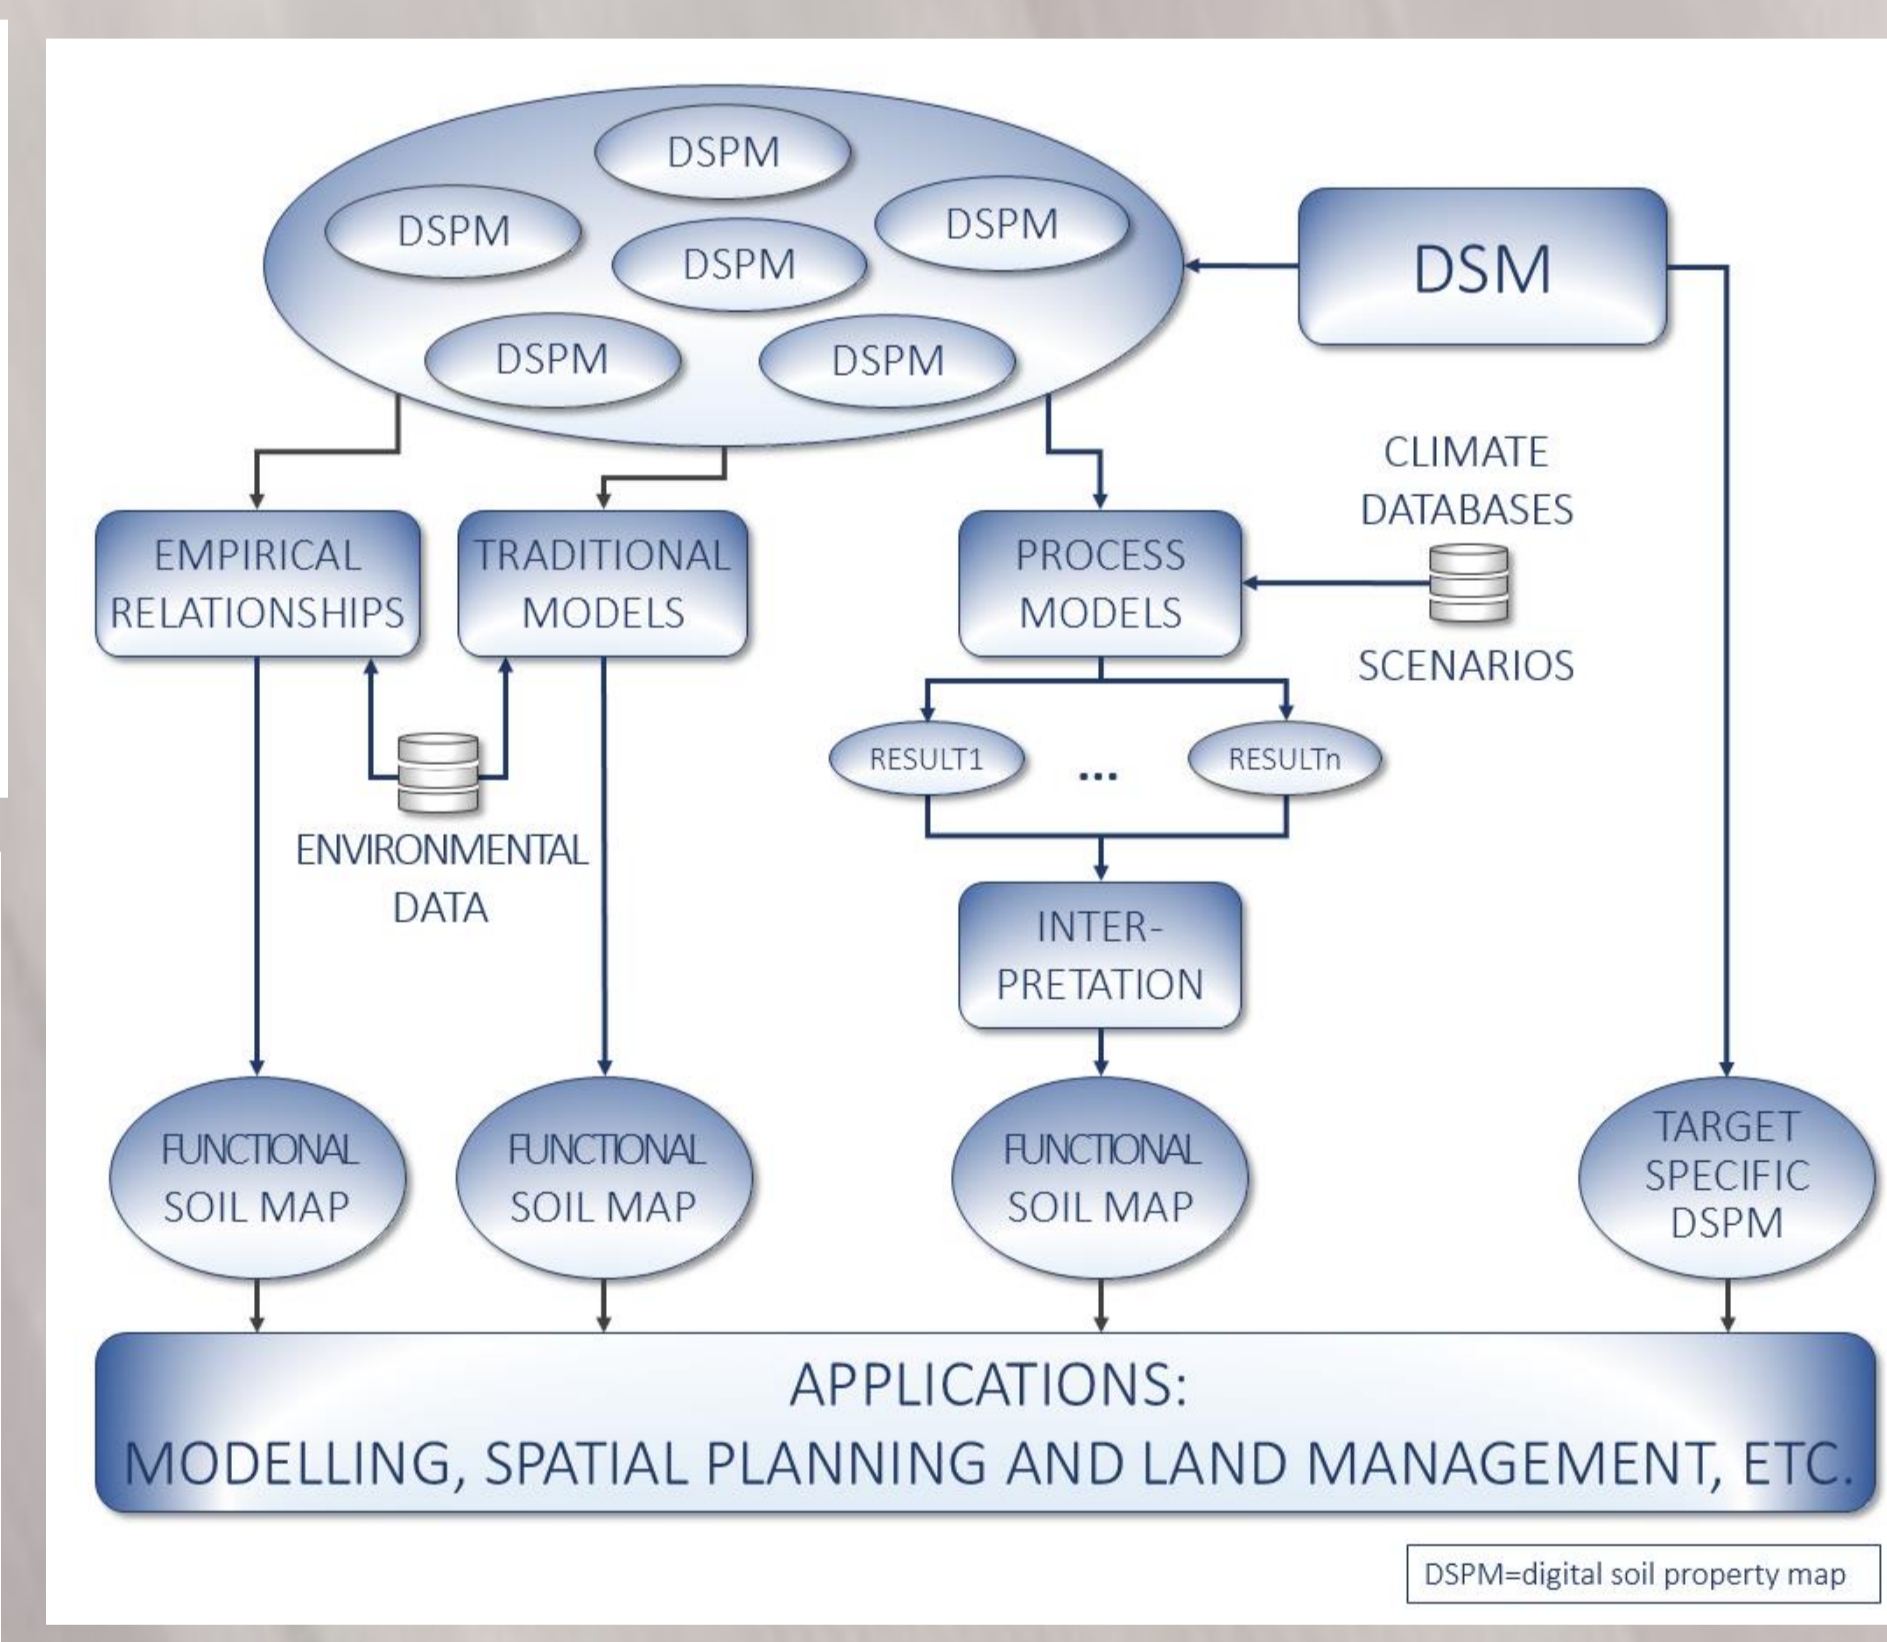 DSPM
DSPM
DSPM
DSPM
DSPM
DSPM
DSM
CLIMATE
DATABASES
SCENARIOS
EMPIRICAL
RELATIONSHIPS
TRADITIONAL
MODELS
PROCESS
MODELS
RESULT1
...
RESULTn
ENVIRONMENTAL
DATA
INTER-
PRETATION
FUNCTIONAL
SOIL MAP
FUNCTIONAL
SOIL MAP
FUNCTIONAL
SOIL MAP
TARGET
SPECIFIC
DSPM
APPLICATIONS:
MODELLING, SPATIAL PLANNING AND LAND MANAGEMENT, ETC.
DSPM=digital soil property map